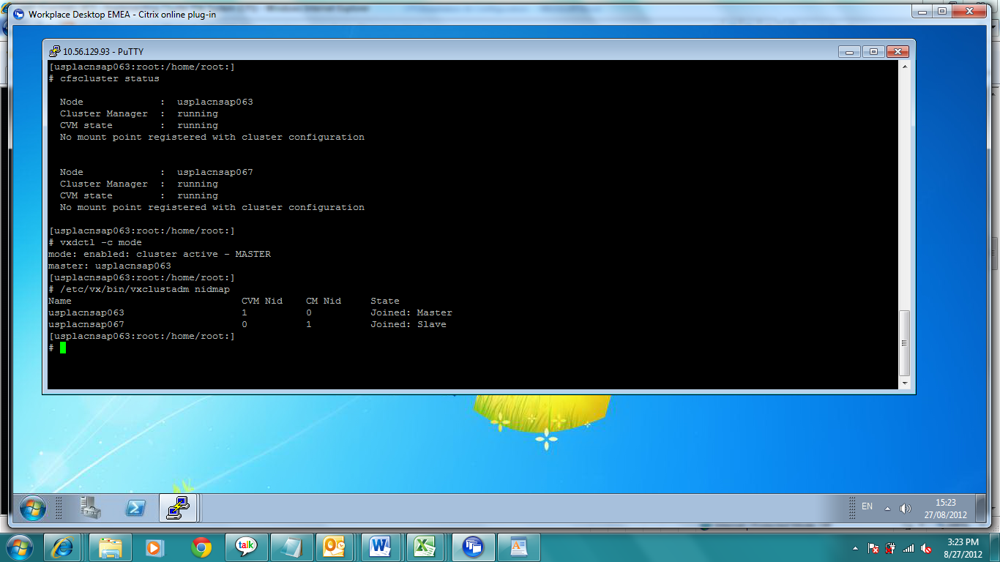 Workplace Desktop EMEA - Citrix online plug-in
10.56.129.93 - PuTTY
[usplacnsap063:root:/home/root:]
# cfscluster status
Node : usplacnsap063
Cluster Manager : running
CVM state : running
No mount point registered with cluster configuration
Node : usplacnsap067
Cluster Manager : running
CVM state : running
No mount point registered with cluster configuration
[usplacnsap063:root:/home/root:]
# vxdctl -c mode
mode: enabled: cluster active - MASTER
master: usplacnsap063
[usplacnsap063:root:/home/root:]
# /etc/vx/bin/vxclustadm nidmap
Name CVM Nid CM Nid State
usplacnsap063 1 0 Joined: Master
usplacnsap067 0 1 Joined: Slave
[usplacnsap063:root:/home/root:]
#
EN
15:23
27/08/2012
talk
3:23 PM
8/27/2012